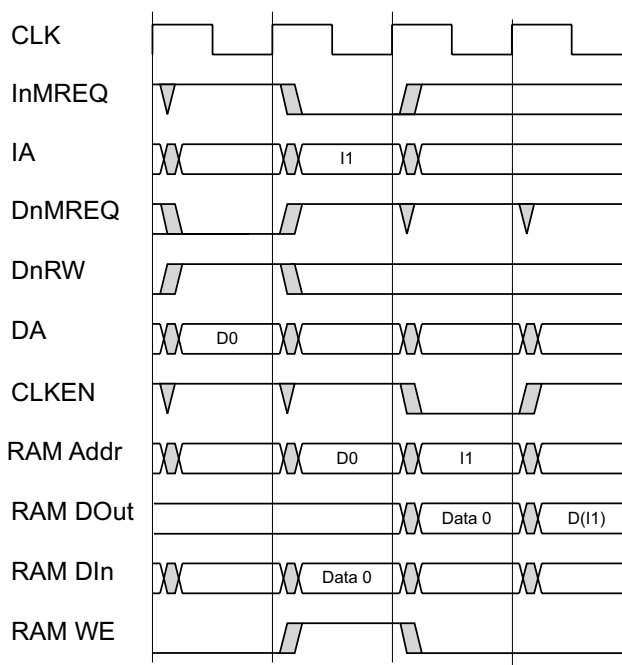 CLK
InMREQ
IA
I1
DnMREQ
DnRW
DA
D0
CLKEN
RAM Addr
D0
I1
RAM DOut
Data 0
D(I1)
RAM DIn
Data 0
RAM WE